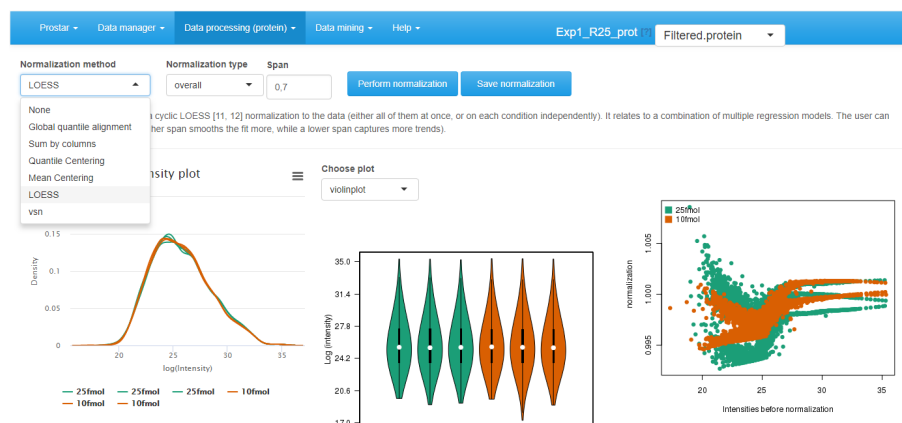 Prostar Data manager Data processing (protein) Data mining Help Exp1_R25_prot [?] Filtered.protein
Normalization method Normalization type Span
LOESS overall 0,7 Perform normalization Save normalization
None
Global quantile alignment
Sum by columns
Quantile Centering
Mean Centering
LOESS
vsn
a cyclic LOESS [11, 12] normalization to the data (either all of them at once, or on each condition independently). It relates to a combination of multiple regression models. The user can
her span smooths the fit more, while a lower span captures more trends).
sity plot
Choose plot
violinplot
Density
0.15
0.1
0.05
0
20 25 30 35
log(Intensity)
25fmol 25fmol 25fmol 10fmol
10fmol 10fmol
Log (intensity)
35.0
31.4
27.8
24.2
20.6
17.0
25fmol
10fmol
normalization
1.005
1.000
0.995
20 25 30 35
Intensities before normalization